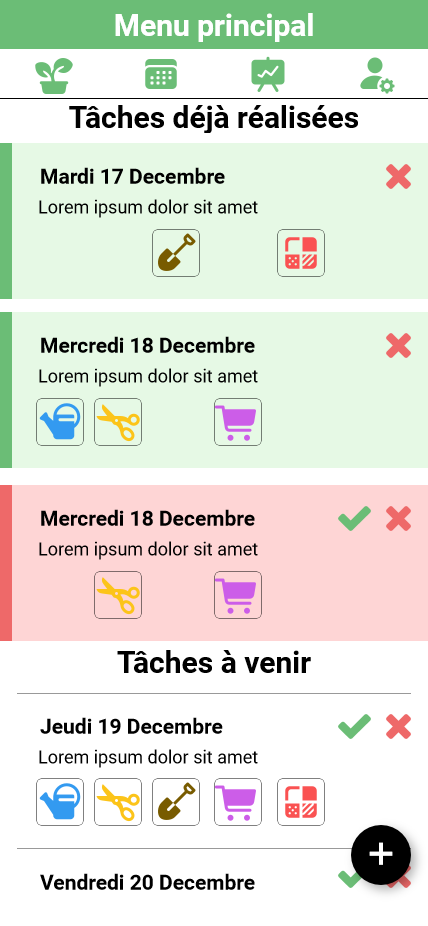 Menu principal
Tâches déjà réalisées
Mardi 17 Decembre
Lorem ipsum dolor sit amet
Mercredi 18 Decembre
Lorem ipsum dolor sit amet
Mercredi 18 Decembre
Lorem ipsum dolor sit amet
Tâches à venir
Jeudi 19 Decembre
Lorem ipsum dolor sit amet
Vendredi 20 Decembre